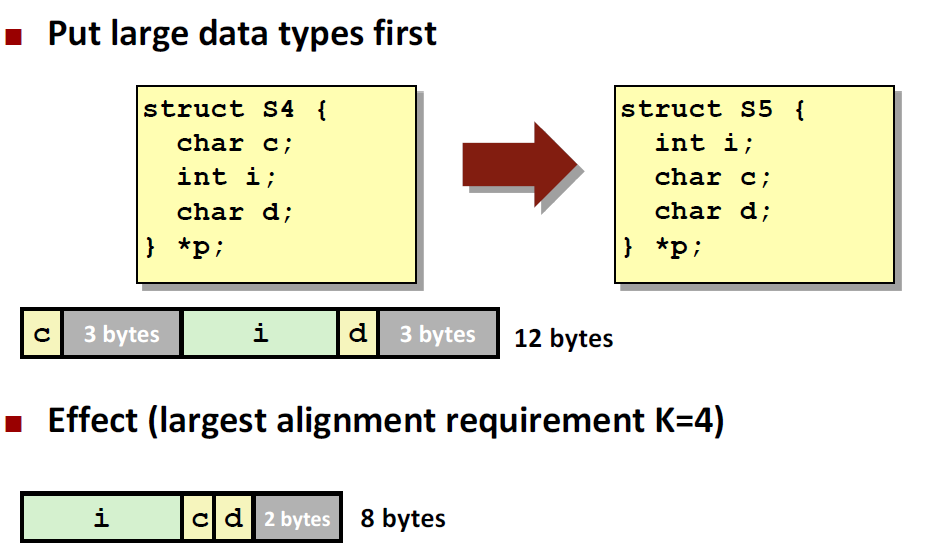 Put large data types first
struct S4 {
char c;
int i;
char d;
} *p;
struct S5 {
int i;
char c;
char d;
} *p;
c 3 bytes i d 3 bytes 12 bytes
Effect (largest alignment requirement K=4)
i c d 2 bytes 8 bytes